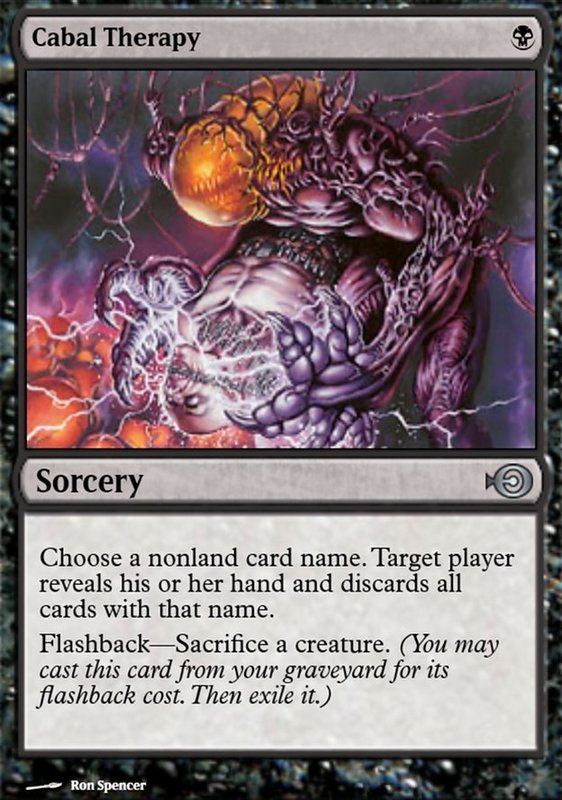 Cabal Therapy
Sorcery
Choose a nonland card name. Target player
reveals his or her hand and discards all
cards with that name.
Flashback—Sacrifice a creature. (You may
cast this card from your graveyard for its
flashback cost. Then exile it.)
Ron Spencer